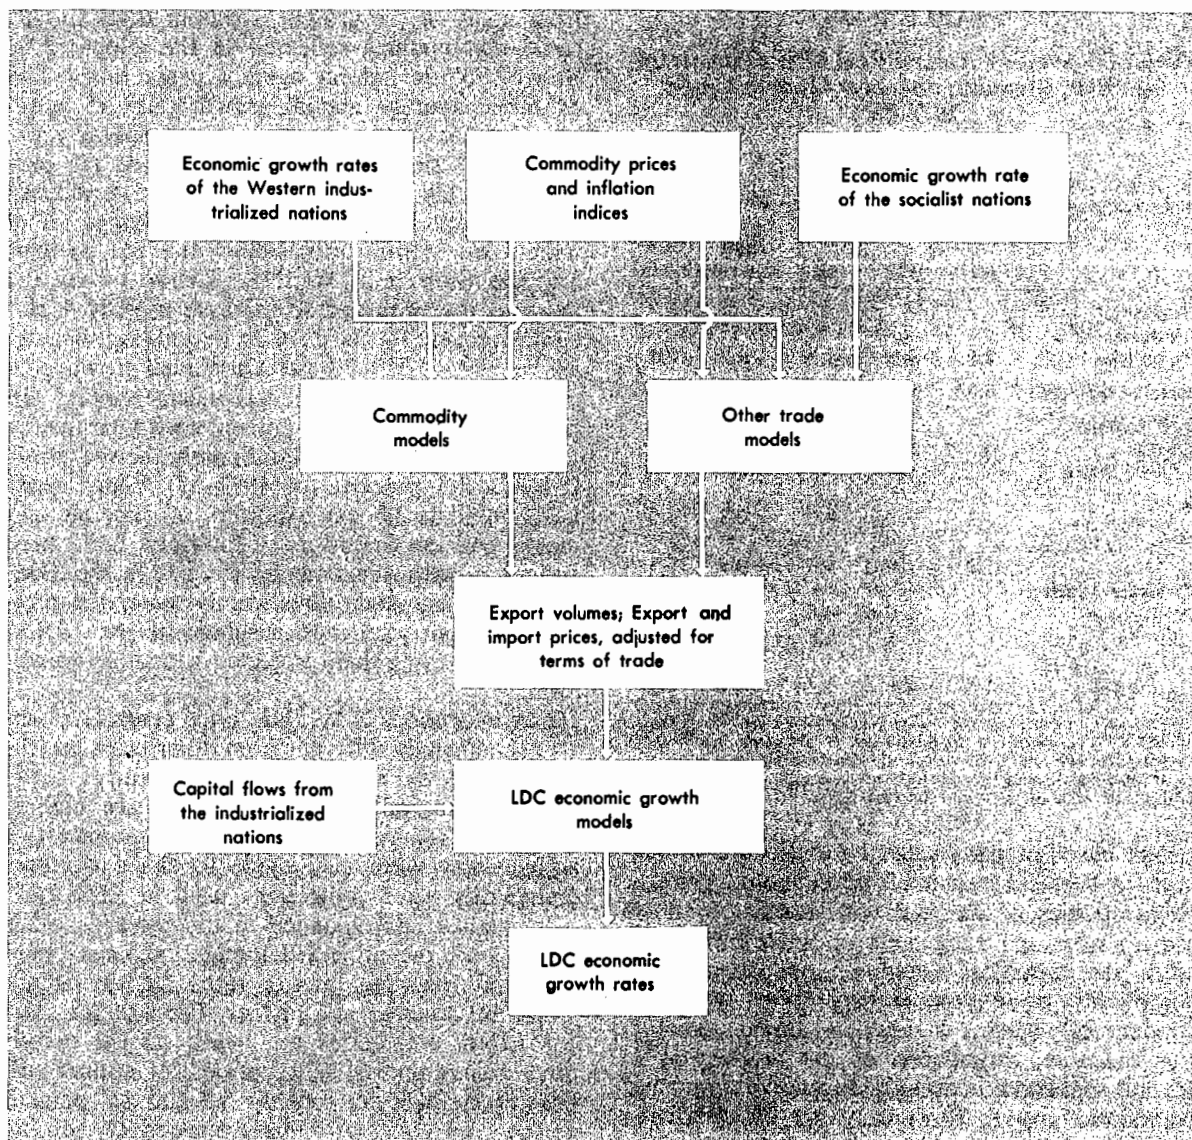 Economic growth rates
of the Western indus-
trialized nations
Commodity prices
and inflation
indices
Economic growth rate
of the socialist nations
Commodity
models
Other trade
models
Export volumes; Export and
import prices, adjusted for
terms of trade
Capital flows from
the industrialized
nations
LDC economic growth
models
LDC economic
growth rates